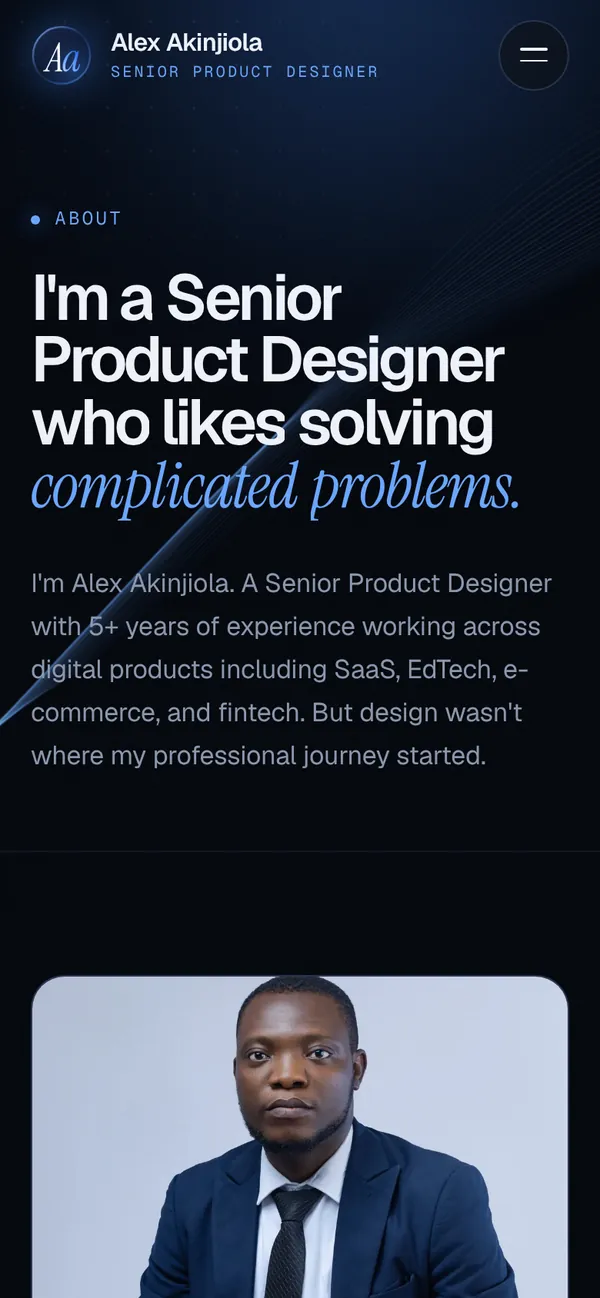 Aa
Alex Akinjiola
SENIOR PRODUCT DESIGNER
ABOUT
I'm a Senior
Product Designer
who likes solving
complicated problems.
I'm Alex Akinjiola. A Senior Product Designer
with 5+ years of experience working across
digital products including SaaS, EdTech, e-
commerce, and fintech. But design wasn't
where my professional journey started.